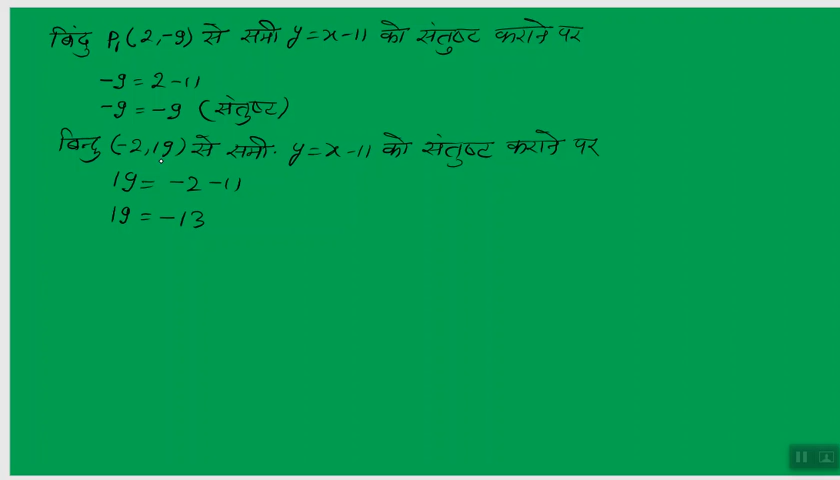 बिंदु P₁(2,-9) से समी y=x-11 को संतुष्ट कराने पर
-9 = 2-11
-9 = -9 (संतुष्ट)
बिन्दु (-2,19) से समी. y=x-11 को संतुष्ट कराने पर
19 = -2-11
19 = -13